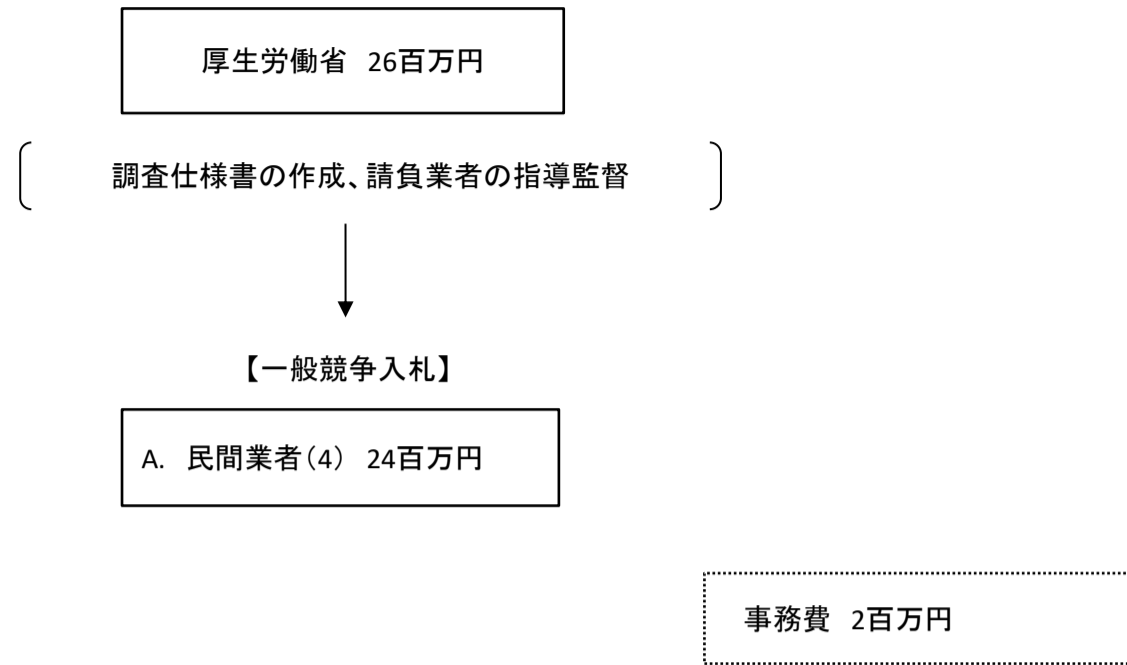 厚生労働省 26百万円
調査仕様書の作成、請負業者の指導監督
【一般競争入札】
A. 民間業者(4) 24百万円
事務費 2百万円